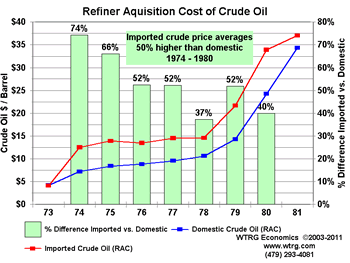 Refiner Aquisition Cost of Crude Oil
$40
$35
$30
$25
$20
$15
$10
$5
$0
Crude Oil $ / Barrel
74%
66%
52%
52%
37%
52%
40%
Imported crude price averages
50% higher than domestic
1974 - 1980
80%
70%
60%
50%
40%
30%
20%
10%
0%
% Difference Imported vs. Domestic
73 74 75 76 77 78 79 80 81
% Difference Imported vs. Domestic
Domestic Crude Oil (RAC)
Imported Crude Oil (RAC)
WTRG Economics ©2003-2011
www.wtrg.com
(479) 293-4081